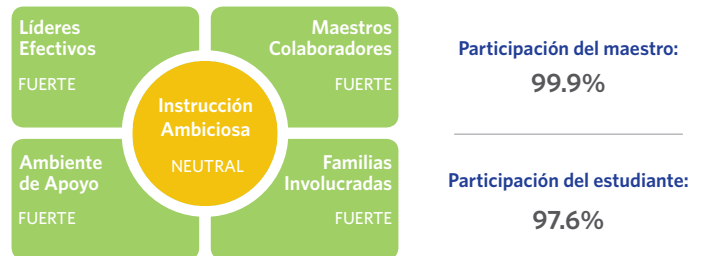 Líderes
Efectivos
FUERTE
Maestros
Colaboradores
FUERTE
Instrucción
Ambiciosa
NEUTRAL
Ambiente
de Apoyo
FUERTE
Familias
Involucradas
FUERTE
Participación del maestro:
99.9%
Participación del estudiante:
97.6%